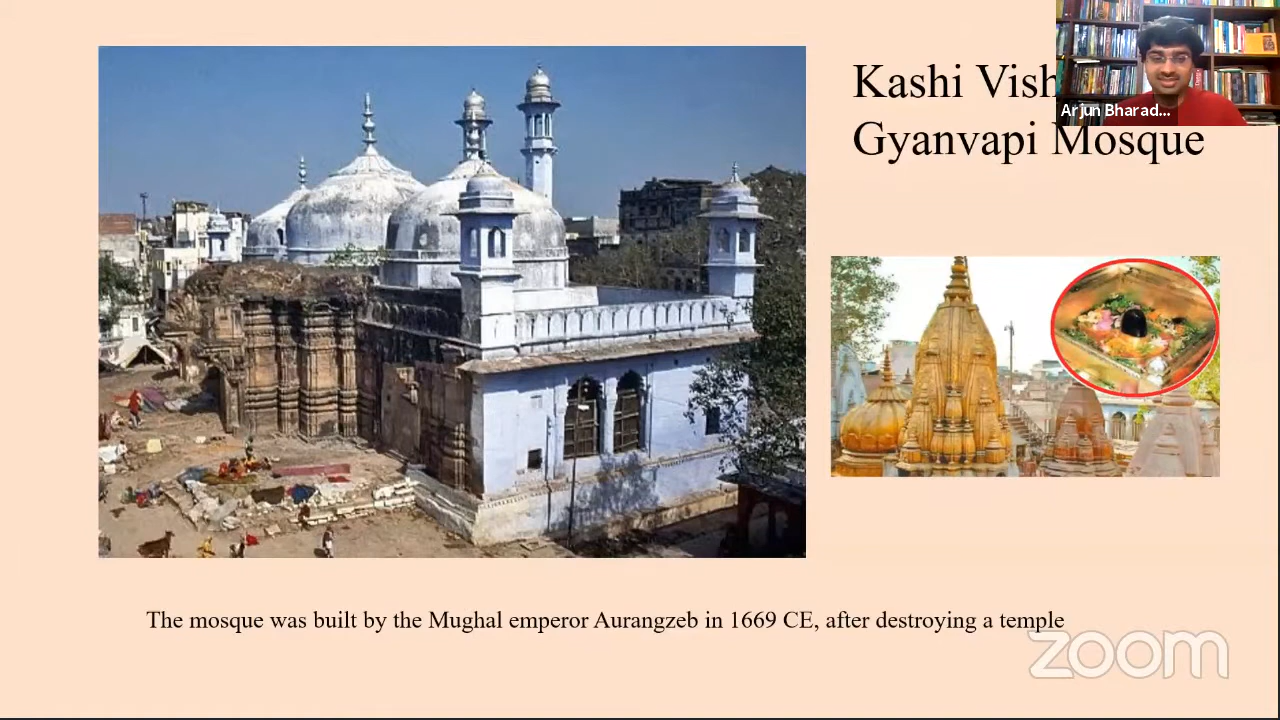 Kashi Vish
Gyanvapi Mosque
Arjun Bharad...
The mosque was built by the Mughal emperor Aurangzeb in 1669 CE, after destroying a temple
zoom